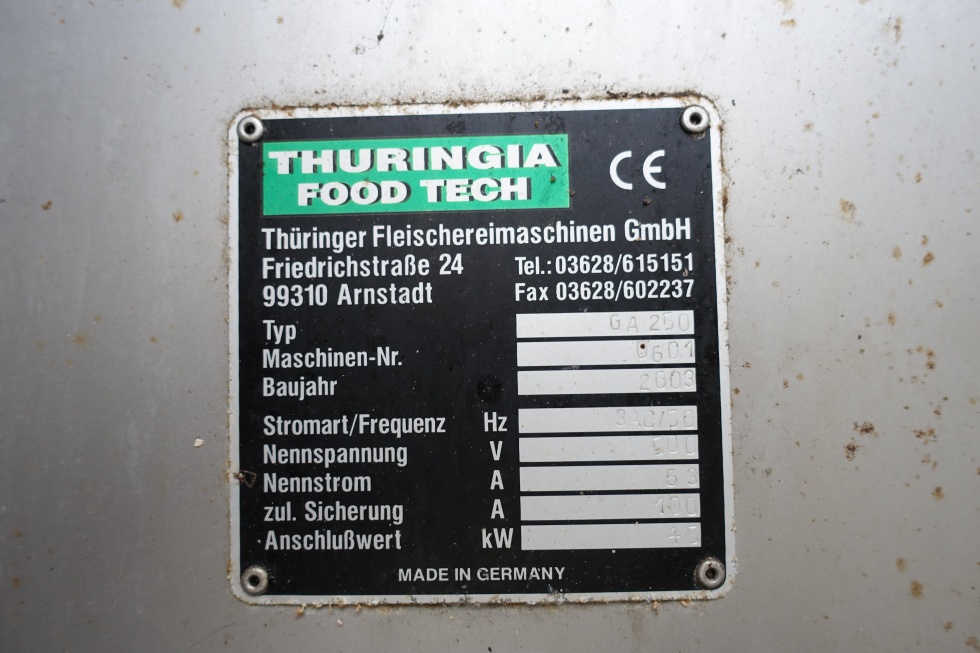 THURINGIA
FOOD TECH
CE
Thüringer Fleischereimaschinen GmbH
Friedrichstraße 24 Tel.: 03628/615151
99310 Arnstadt Fax 03628/602237
Typ GA 250
Maschinen-Nr. 0601
Baujahr 2003
Stromart/Frequenz Hz 3AC/50
Nennspannung V
Nennstrom A 63
zul. Sicherung A
Anschlußwert kW
MADE IN GERMANY